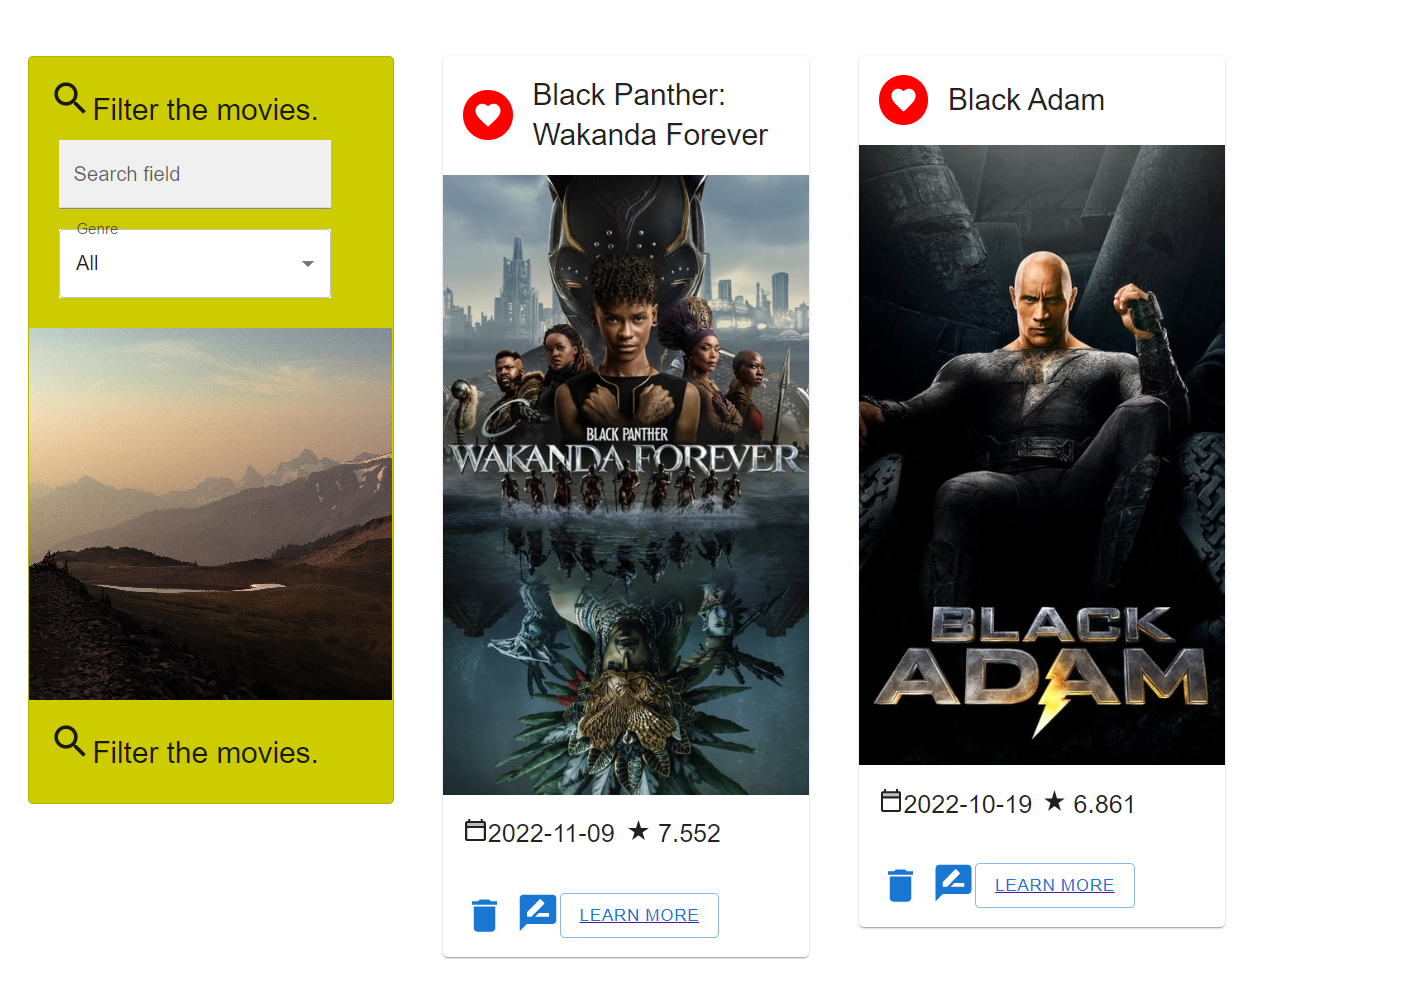 Filter the movies.
Search field
Genre
All
Filter the movies.
Black Panther:
Wakanda Forever
BLACK PANTHER
WAKANDA FOREVER
2022-11-09 ★ 7.552
LEARN MORE
Black Adam
BLACK
ADAM
2022-10-19 ★ 6.861
LEARN MORE